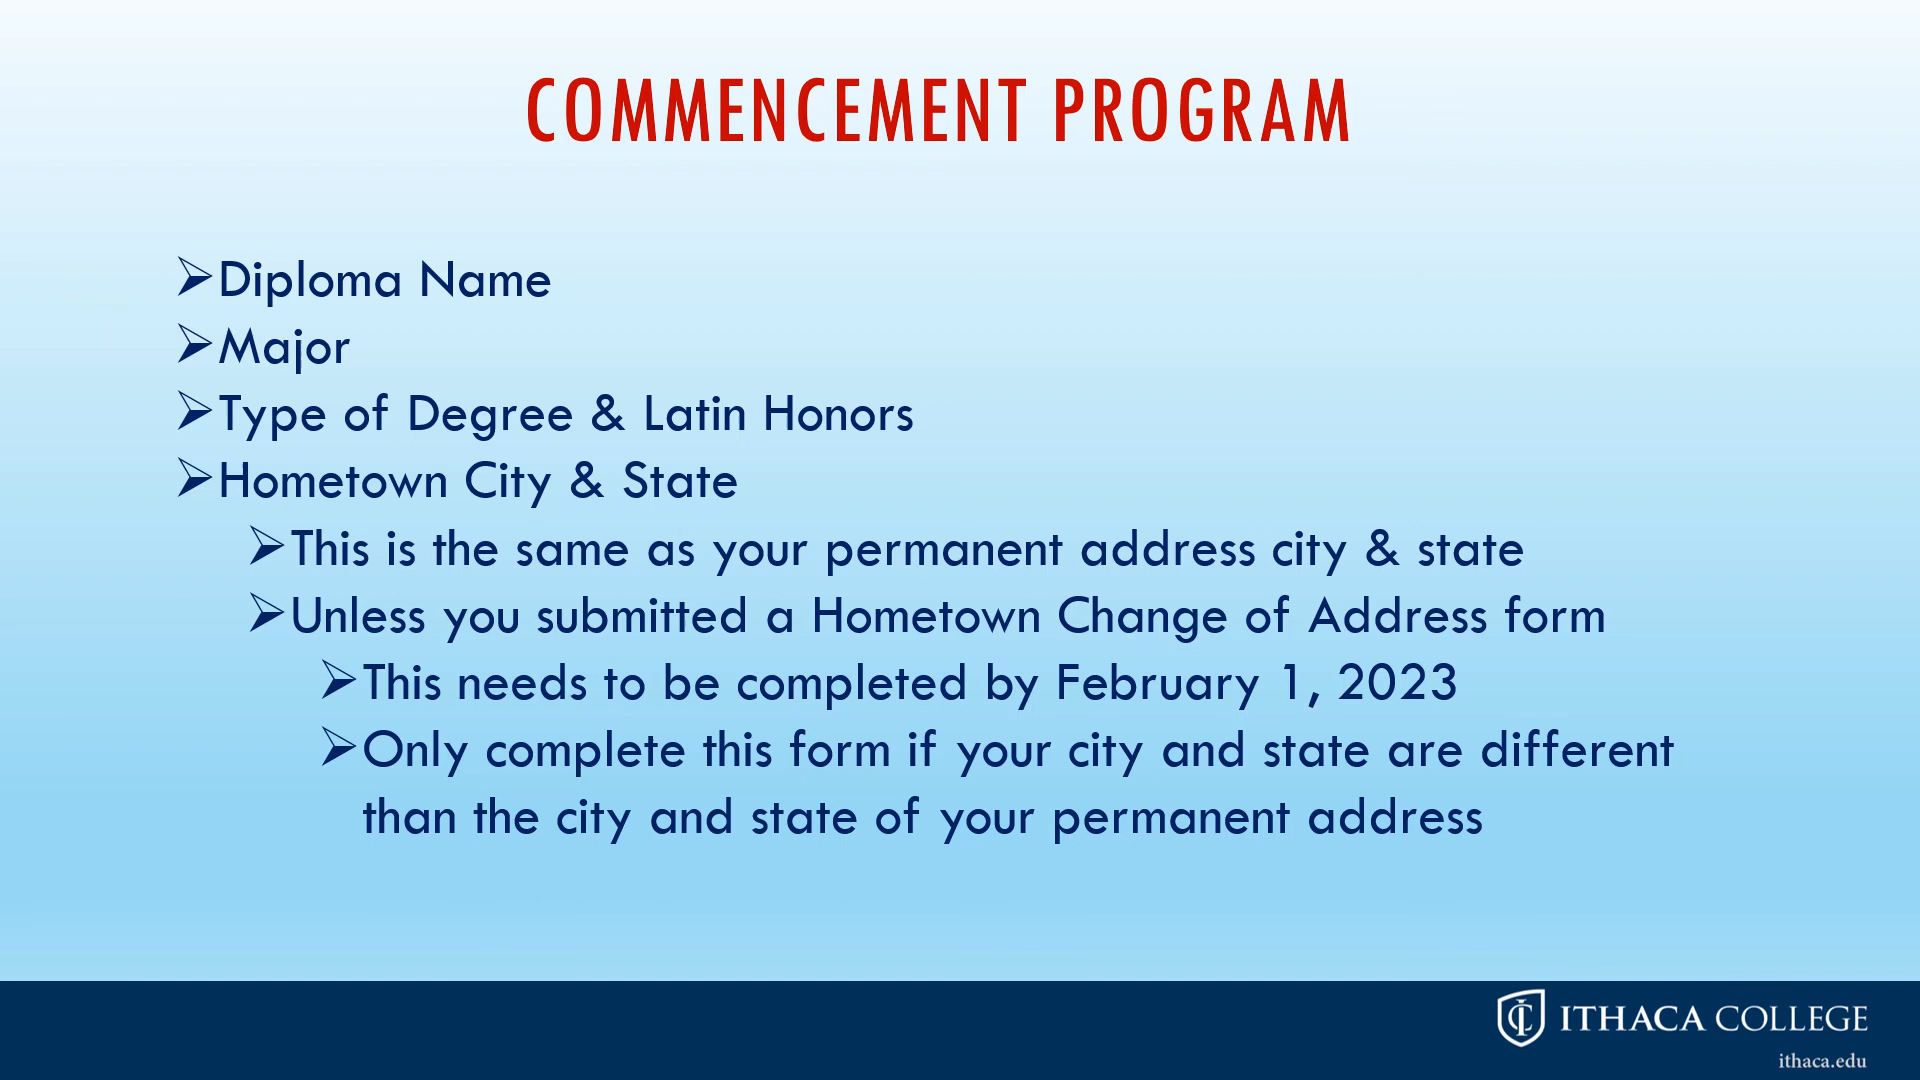 COMMENCEMENT PROGRAM
➢Diploma Name
➢Major
➢Type of Degree & Latin Honors
➢Hometown City & State
➢This is the same as your permanent address city & state
➢Unless you submitted a Hometown Change of Address form
➢This needs to be completed by February 1, 2023
➢Only complete this form if your city and state are different
than the city and state of your permanent address
ITHACA COLLEGE
ithaca.edu